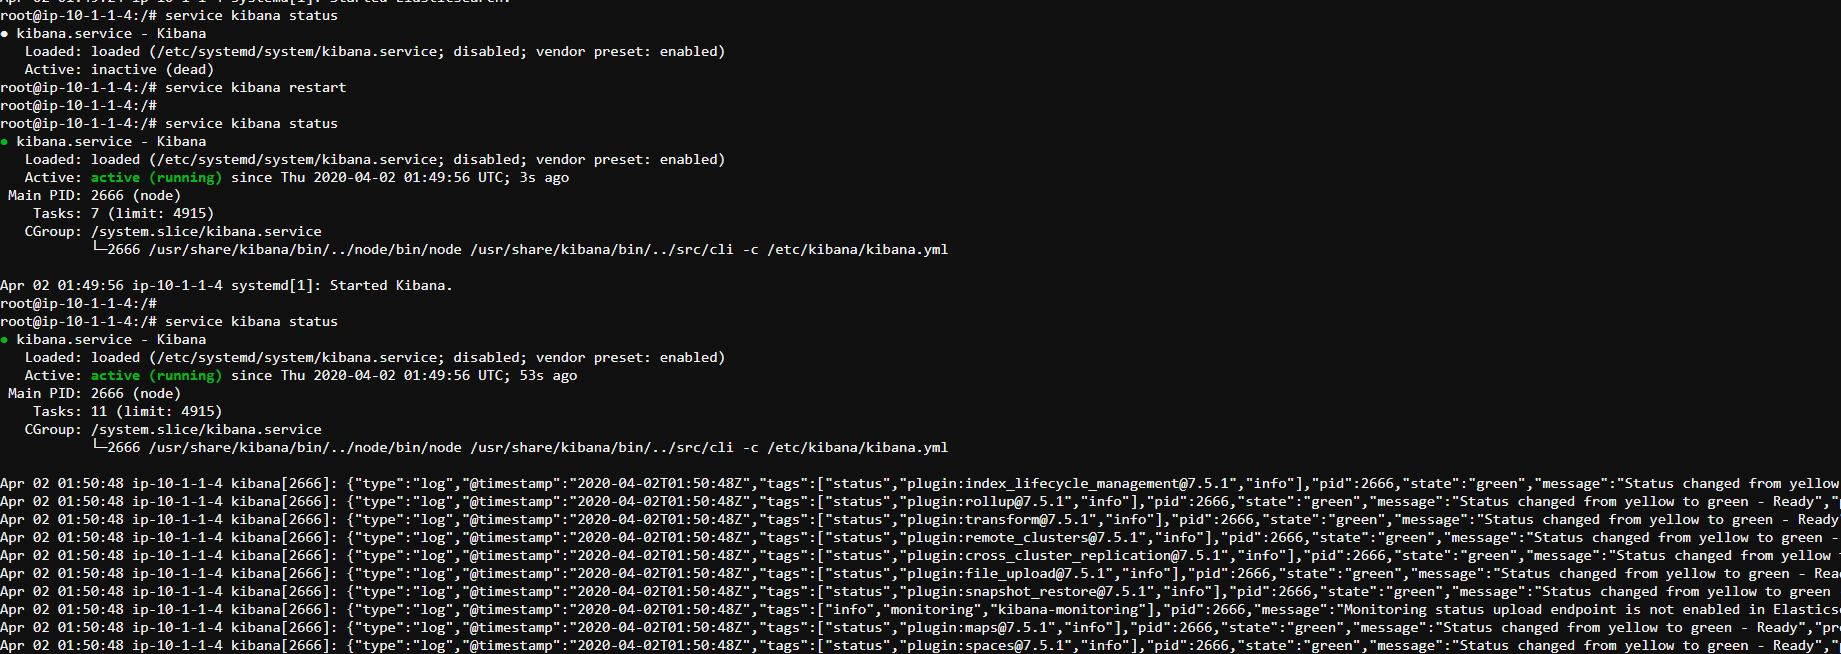 Apr 02 01:49:24 ip-10-1-1-4 systemd[1]: Started Elasticsearch.
root@ip-10-1-1-4:/# service kibana status
● kibana.service - Kibana
   Loaded: loaded (/etc/systemd/system/kibana.service; disabled; vendor preset: enabled)
   Active: inactive (dead)
root@ip-10-1-1-4:/# service kibana restart
root@ip-10-1-1-4:/#
root@ip-10-1-1-4:/# service kibana status
● kibana.service - Kibana
   Loaded: loaded (/etc/systemd/system/kibana.service; disabled; vendor preset: enabled)
   Active: active (running) since Thu 2020-04-02 01:49:56 UTC; 3s ago
 Main PID: 2666 (node)
    Tasks: 7 (limit: 4915)
   CGroup: /system.slice/kibana.service
           └─2666 /usr/share/kibana/bin/../node/bin/node /usr/share/kibana/bin/../src/cli -c /etc/kibana/kibana.yml
Apr 02 01:49:56 ip-10-1-1-4 systemd[1]: Started Kibana.
root@ip-10-1-1-4:/#
root@ip-10-1-1-4:/# service kibana status
● kibana.service - Kibana
   Loaded: loaded (/etc/systemd/system/kibana.service; disabled; vendor preset: enabled)
   Active: active (running) since Thu 2020-04-02 01:49:56 UTC; 53s ago
 Main PID: 2666 (node)
    Tasks: 11 (limit: 4915)
   CGroup: /system.slice/kibana.service
           └─2666 /usr/share/kibana/bin/../node/bin/node /usr/share/kibana/bin/../src/cli -c /etc/kibana/kibana.yml
Apr 02 01:50:48 ip-10-1-1-4 kibana[2666]: {"type":"log","@timestamp":"2020-04-02T01:50:48Z","tags":["status","plugin:index_lifecycle_management@7.5.1","info"],"pid":2666,"state":"green","message":"Status changed from yellow
Apr 02 01:50:48 ip-10-1-1-4 kibana[2666]: {"type":"log","@timestamp":"2020-04-02T01:50:48Z","tags":["status","plugin:rollup@7.5.1","info"],"pid":2666,"state":"green","message":"Status changed from yellow to green - Ready","
Apr 02 01:50:48 ip-10-1-1-4 kibana[2666]: {"type":"log","@timestamp":"2020-04-02T01:50:48Z","tags":["status","plugin:transform@7.5.1","info"],"pid":2666,"state":"green","message":"Status changed from yellow to green - Ready
Apr 02 01:50:48 ip-10-1-1-4 kibana[2666]: {"type":"log","@timestamp":"2020-04-02T01:50:48Z","tags":["status","plugin:remote_clusters@7.5.1","info"],"pid":2666,"state":"green","message":"Status changed from yellow to green -
Apr 02 01:50:48 ip-10-1-1-4 kibana[2666]: {"type":"log","@timestamp":"2020-04-02T01:50:48Z","tags":["status","plugin:cross_cluster_replication@7.5.1","info"],"pid":2666,"state":"green","message":"Status changed from yellow
Apr 02 01:50:48 ip-10-1-1-4 kibana[2666]: {"type":"log","@timestamp":"2020-04-02T01:50:48Z","tags":["status","plugin:file_upload@7.5.1","info"],"pid":2666,"state":"green","message":"Status changed from yellow to green - Rea
Apr 02 01:50:48 ip-10-1-1-4 kibana[2666]: {"type":"log","@timestamp":"2020-04-02T01:50:48Z","tags":["status","plugin:snapshot_restore@7.5.1","info"],"pid":2666,"state":"green","message":"Status changed from yellow to green
Apr 02 01:50:48 ip-10-1-1-4 kibana[2666]: {"type":"log","@timestamp":"2020-04-02T01:50:48Z","tags":["info","monitoring","kibana-monitoring"],"pid":2666,"message":"Monitoring status upload endpoint is not enabled in Elastics
Apr 02 01:50:48 ip-10-1-1-4 kibana[2666]: {"type":"log","@timestamp":"2020-04-02T01:50:48Z","tags":["status","plugin:maps@7.5.1","info"],"pid":2666,"state":"green","message":"Status changed from yellow to green - Ready","pr
Apr 02 01:50:48 ip-10-1-1-4 kibana[2666]: {"type":"log","@timestamp":"2020-04-02T01:50:48Z","tags":["status","plugin:spaces@7.5.1","info"],"pid":2666,"state":"green","message":"Status changed from yellow to green - Ready","